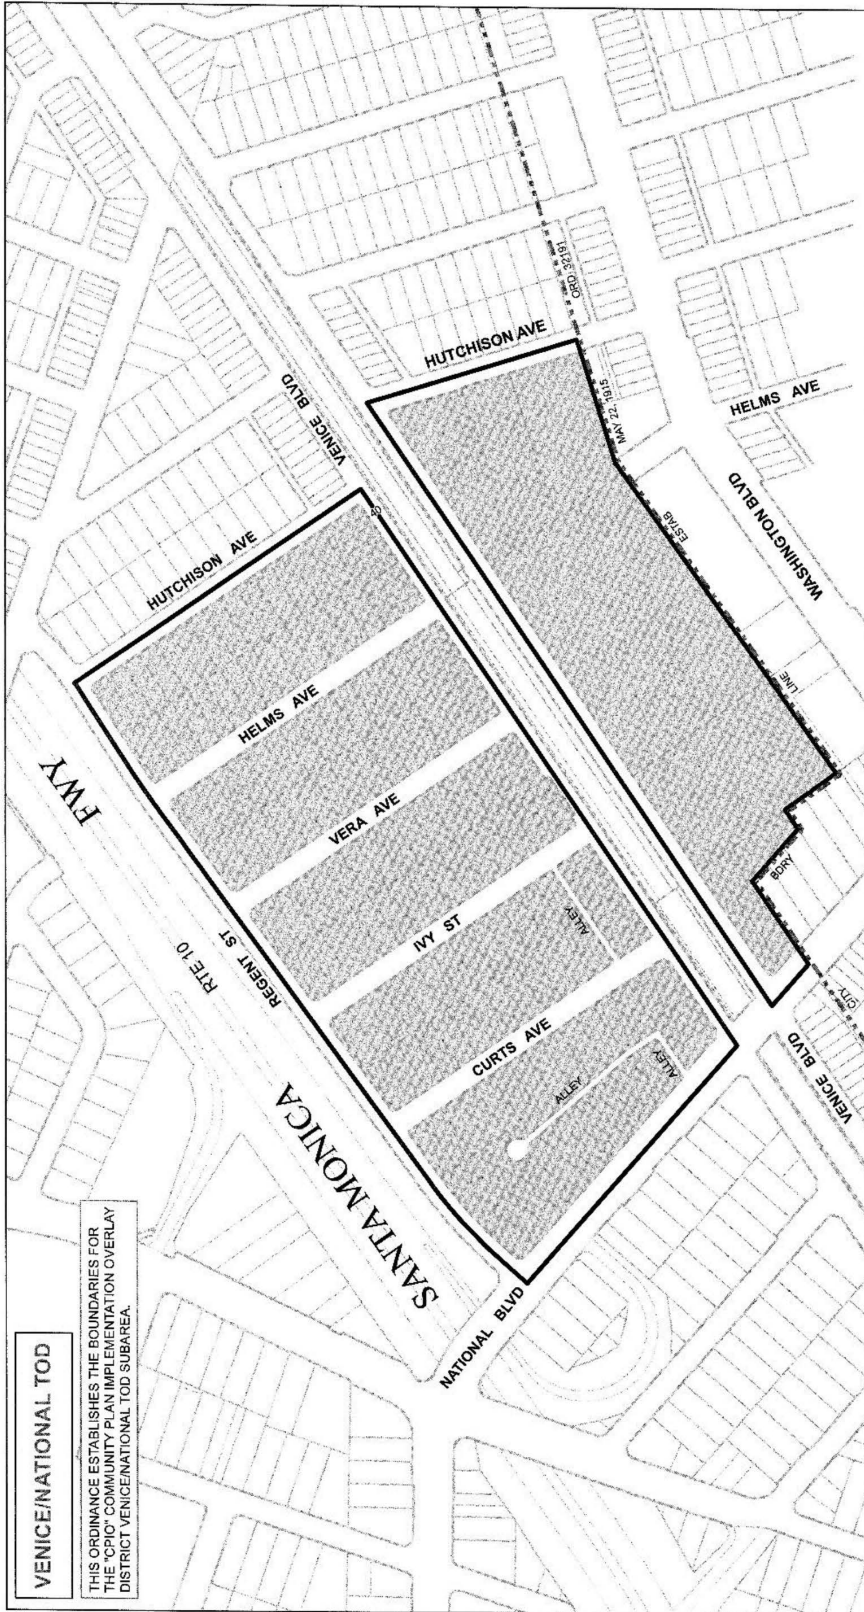 VENICE/NATIONAL TOD
THIS ORDINANCE ESTABLISHES THE BOUNDARIES FOR
THE "CPIO" COMMUNITY PLAN IMPLEMENTATION OVERLAY
DISTRICT VENICE/NATIONAL TOD SUBAREA.
SANTA MONICA
FWY
RTE 10
REGENT ST
NATIONAL BLVD
HUTCHISON AVE
HELMS AVE
VERA AVE
IVY ST
CURTS AVE
ALLEY
ALLEY
ALLEY
VENICE BLVD
40
HUTCHISON AVE
ORD. 32191
MAY 22, 1915
ESTAB
LINE
BDRY
CITY
HELMS AVE
WASHINGTON BLVD
VENICE BLVD